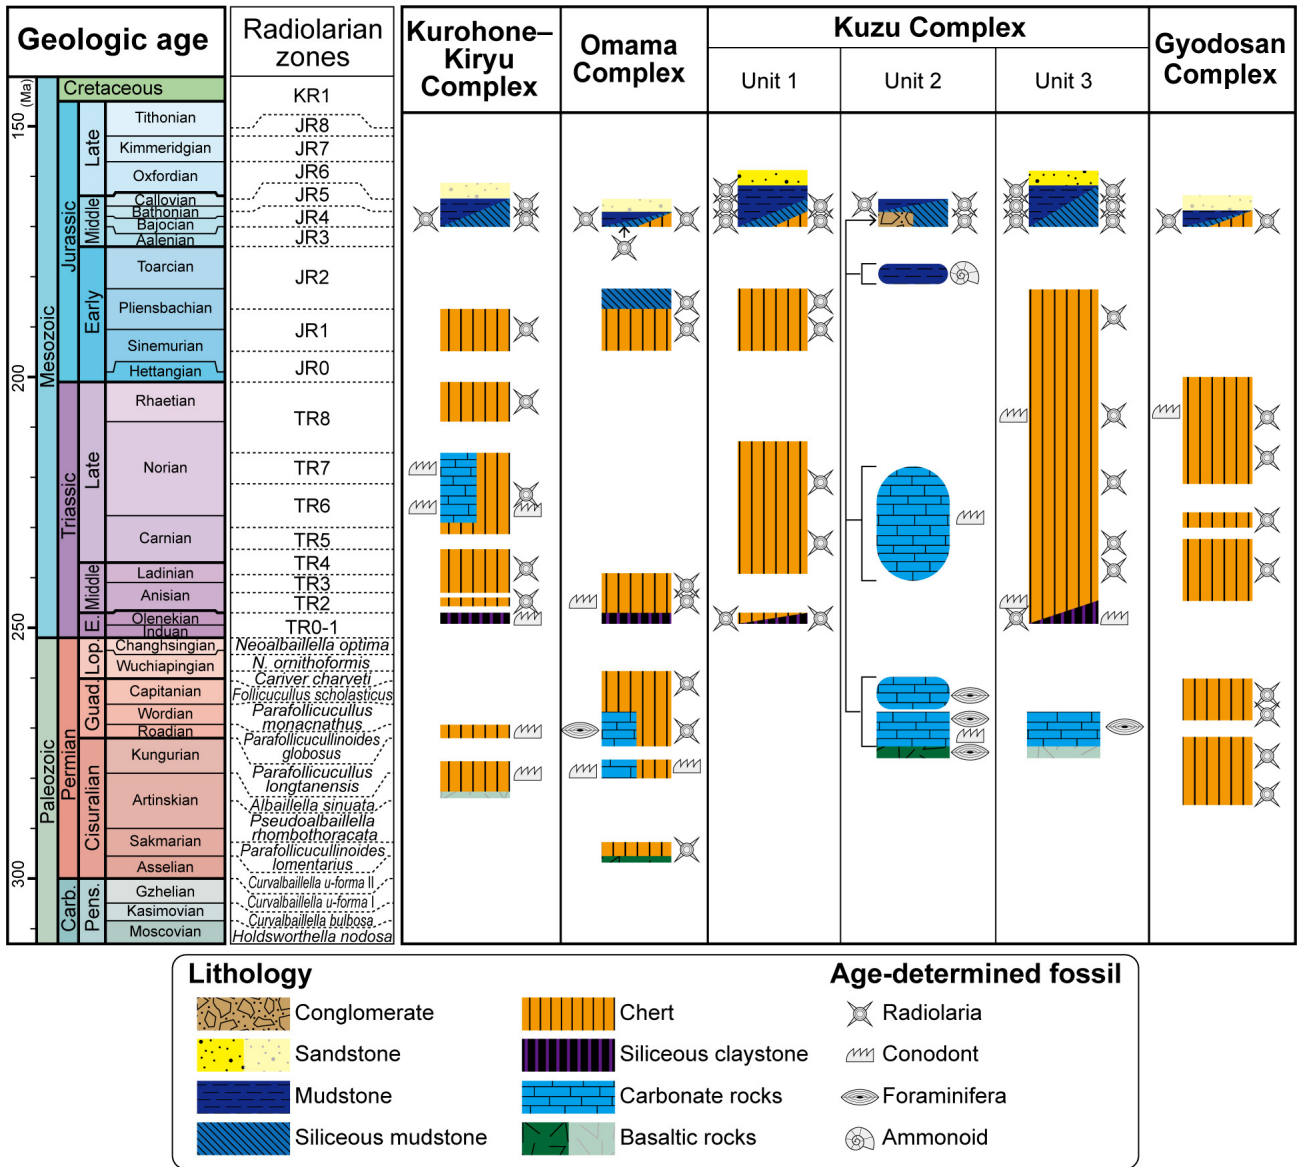 Geologic age
Radiolarian
zones
Kurohone–
Kiryu
Complex
Omama
Complex
Kuzu Complex
Unit 1
Unit 2
Unit 3
Gyodosan
Complex
(Ma)
150
200
250
300
Mesozoic
Paleozoic
Cretaceous
Jurassic
Late
Tithonian
Kimmeridgian
Oxfordian
Middle
Callovian
Bathonian
Bajocian
Aalenian
Early
Toarcian
Pliensbachian
Sinemurian
Hettangian
Triassic
Late
Rhaetian
Norian
Carnian
Middle
Ladinian
Anisian
E.
Olenekian
Induan
Permian
Lop.
Changhsingian
Wuchiapingian
Guad.
Capitanian
Wordian
Roadian
Cisuralian
Kungurian
Artinskian
Sakmarian
Asselian
Carb.
Pens.
Gzhelian
Kasimovian
Moscovian
KR1
JR8
JR7
JR6
JR5
JR4
JR3
JR2
JR1
JR0
TR8
TR7
TR6
TR5
TR4
TR3
TR2
TR0-1
Neoalbaillella optima
N. ornithoformis
Cariver charveti
Follicucullus scholasticus
Parafollicucullus
monacnathus
Parafollicucullinoides
globosus
Parafollicucullus
longtanensis
Albaillella sinuata
Pseudoalbaillella
rhombothoracata
Parafollicucullinoides
lomentarius
Curvalbaillella u-forma II
Curvalbaillella u-forma I
Curvalbaillella bulbosa
Holdsworthella nodosa
Lithology
Conglomerate
Sandstone
Mudstone
Siliceous mudstone
Chert
Siliceous claystone
Carbonate rocks
Basaltic rocks
Age-determined fossil
Radiolaria
Conodont
Foraminifera
Ammonoid